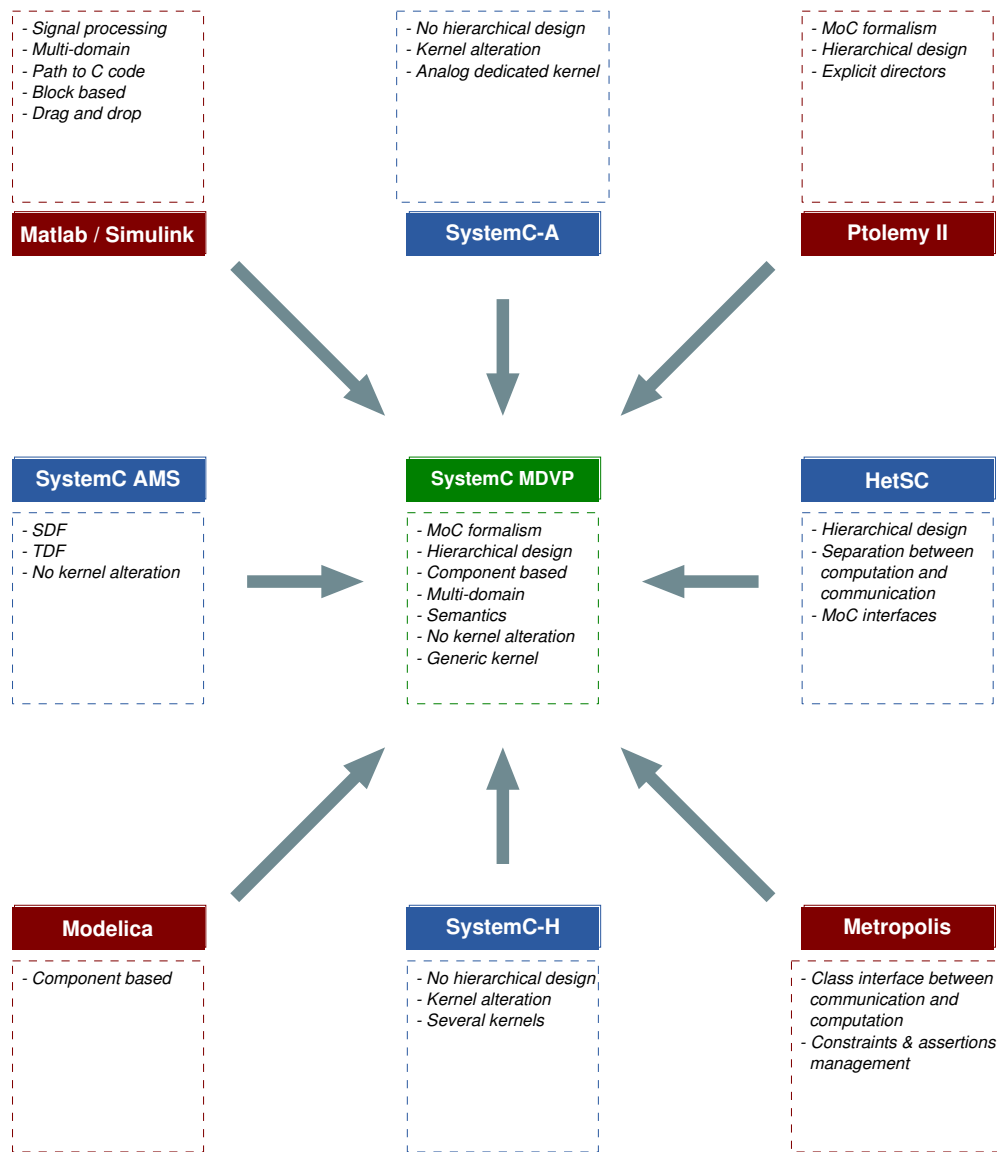 - Signal processing
- Multi-domain
- Path to C code
- Block based
- Drag and drop
Matlab / Simulink
- No hierarchical design
- Kernel alteration
- Analog dedicated kernel
SystemC-A
- MoC formalism
- Hierarchical design
- Explicit directors
Ptolemy II
SystemC AMS
- SDF
- TDF
- No kernel alteration
SystemC MDVP
- MoC formalism
- Hierarchical design
- Component based
- Multi-domain
- Semantics
- No kernel alteration
- Generic kernel
HetSC
- Hierarchical design
- Separation between
computation and
communication
- MoC interfaces
Modelica
- Component based
SystemC-H
- No hierarchical design
- Kernel alteration
- Several kernels
Metropolis
- Class interface between
communication and
computation
- Constraints & assertions
management